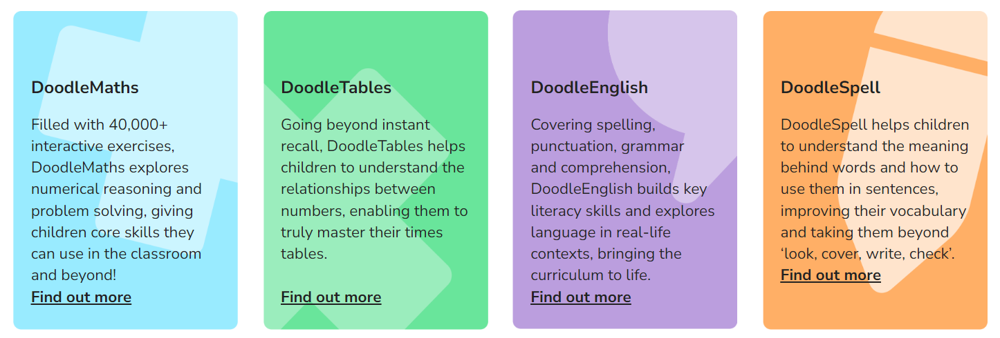 DoodleMaths
Filled with 40,000+
interactive exercises,
DoodleMaths explores
numerical reasoning and
problem solving, giving
children core skills they
can use in the classroom
and beyond!
Find out more
DoodleTables
Going beyond instant
recall, DoodleTables helps
children to understand the
relationships between
numbers, enabling them to
truly master their times
tables.
Find out more
DoodleEnglish
Covering spelling,
punctuation, grammar
and comprehension,
DoodleEnglish builds key
literacy skills and explores
language in real-life
contexts, bringing the
curriculum to life.
Find out more
DoodleSpell
DoodleSpell helps children
to understand the meaning
behind words and how to
use them in sentences,
improving their vocabulary
and taking them beyond
‘look, cover, write, check’.
Find out more